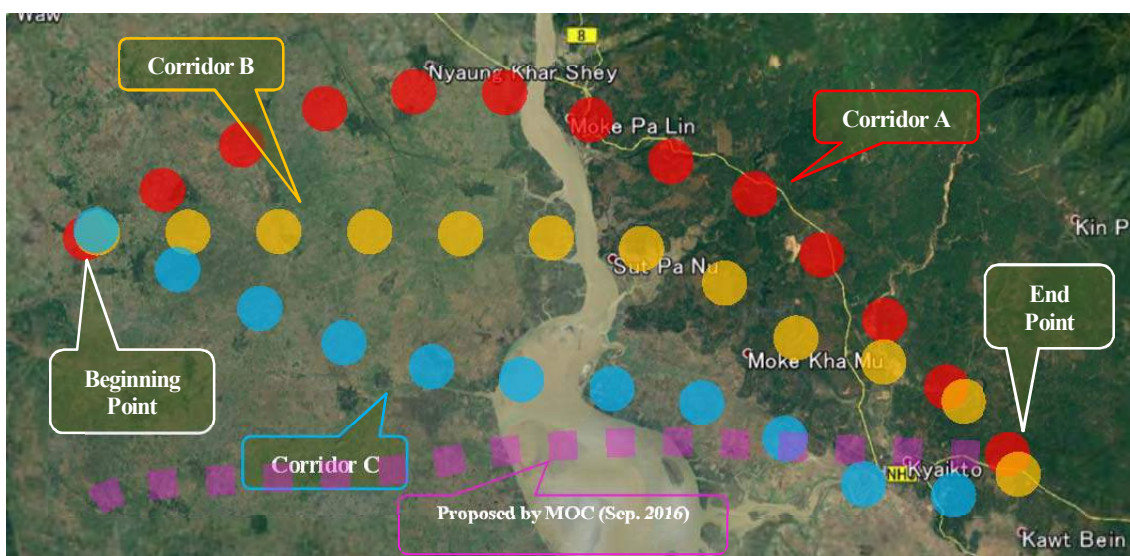 Waw
8
Corridor B
Nyaung Khar Shey
Moke Pa Lin
Corridor A
Kin P
Sut Pa Nu
End
Point
Moke Kha Mu
Beginning
Point
Corridor C
NH8
Kyaikto
Proposed by MOC (Sep. 2016)
Kawt Bein